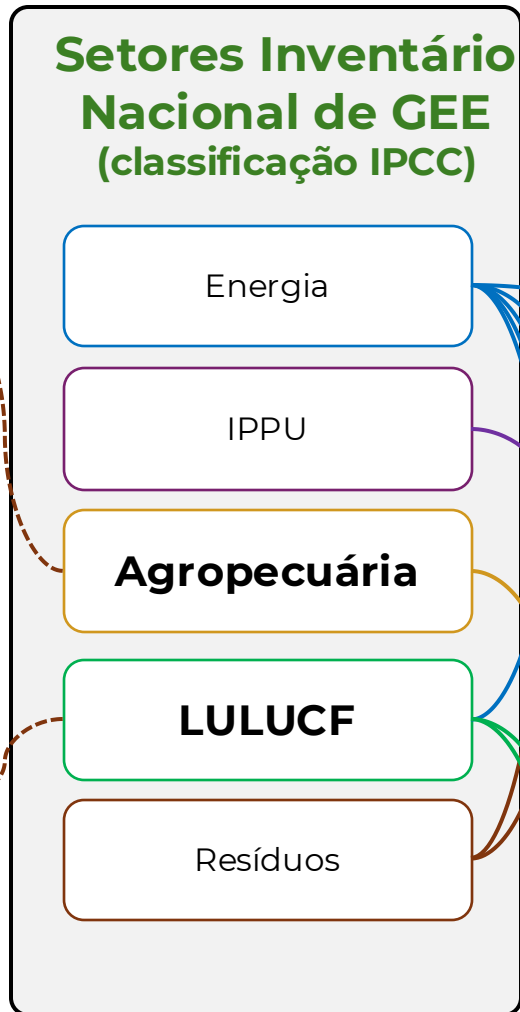 Setores Inventário
Nacional de GEE
(classificação IPCC)
Energia
IPPU
Agropecuária
LULUCF
Resíduos